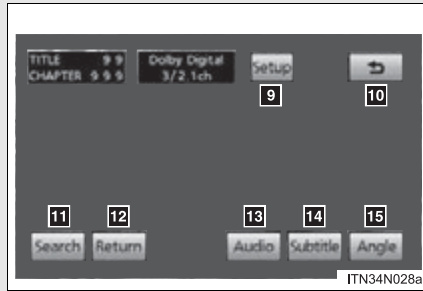 TITLE 9 9
CHAPTER 9 9 9
Dolby Digital
3/2.1ch
Setup
9
10
11
12
13
14
15
Search
Return
Audio
Subtitle
Angle
ITN34N028a